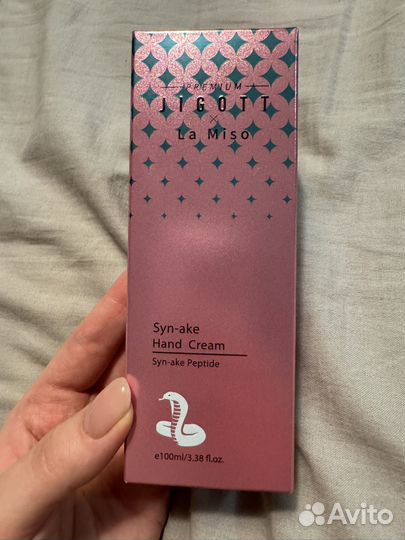 PREMIUM
JIGOTT
×
La Miso
Syn-ake
Hand Cream
Syn-ake Peptide
e100ml/3.38 fl.oz.
Avito